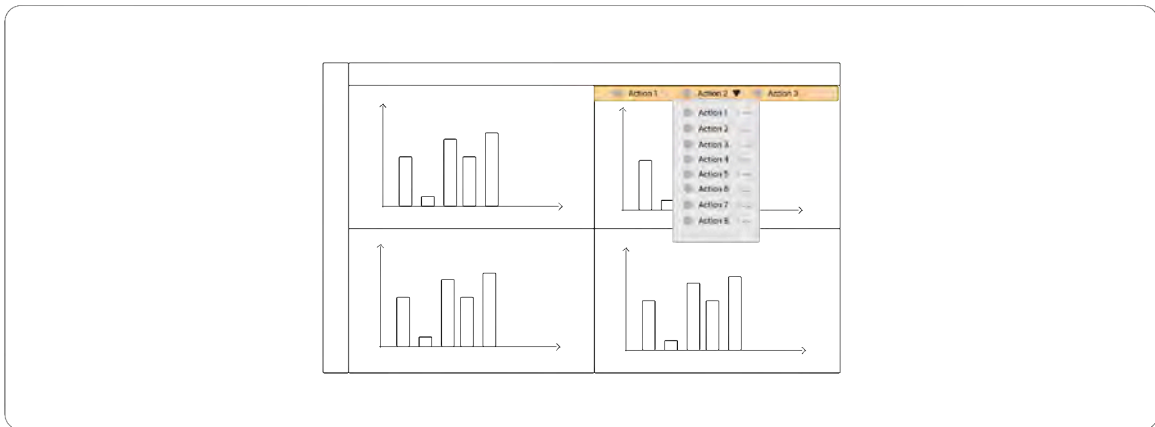 Action 1 Action 2 ▼ Action 3
Action 1
Action 2
Action 3
Action 4
Action 5
Action 6
Action 7
Action 8